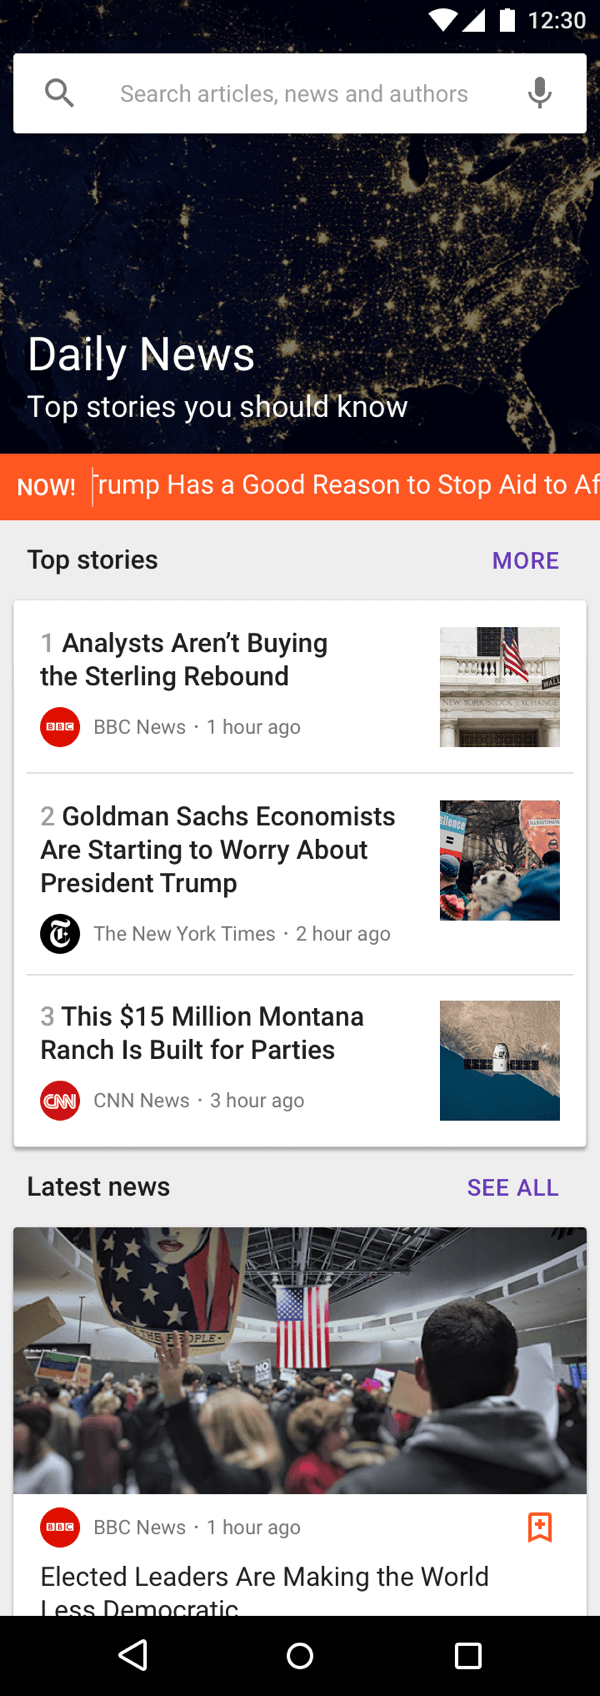 12:30
Search articles, news and authors
Daily News
Top stories you should know
NOW! Trump Has a Good Reason to Stop Aid to Af
Top stories MORE
1 Analysts Aren’t Buying
the Sterling Rebound
BBC BBC News · 1 hour ago
WALL
NEW YORK STOCK EXCHANGE
2 Goldman Sachs Economists
Are Starting to Worry About
President Trump
The New York Times · 2 hour ago
silence
3 This $15 Million Montana
Ranch Is Built for Parties
CNN CNN News · 3 hour ago
Latest news SEE ALL
THE PEOPLE
NO
BBC BBC News · 1 hour ago
Elected Leaders Are Making the World
Less Democratic